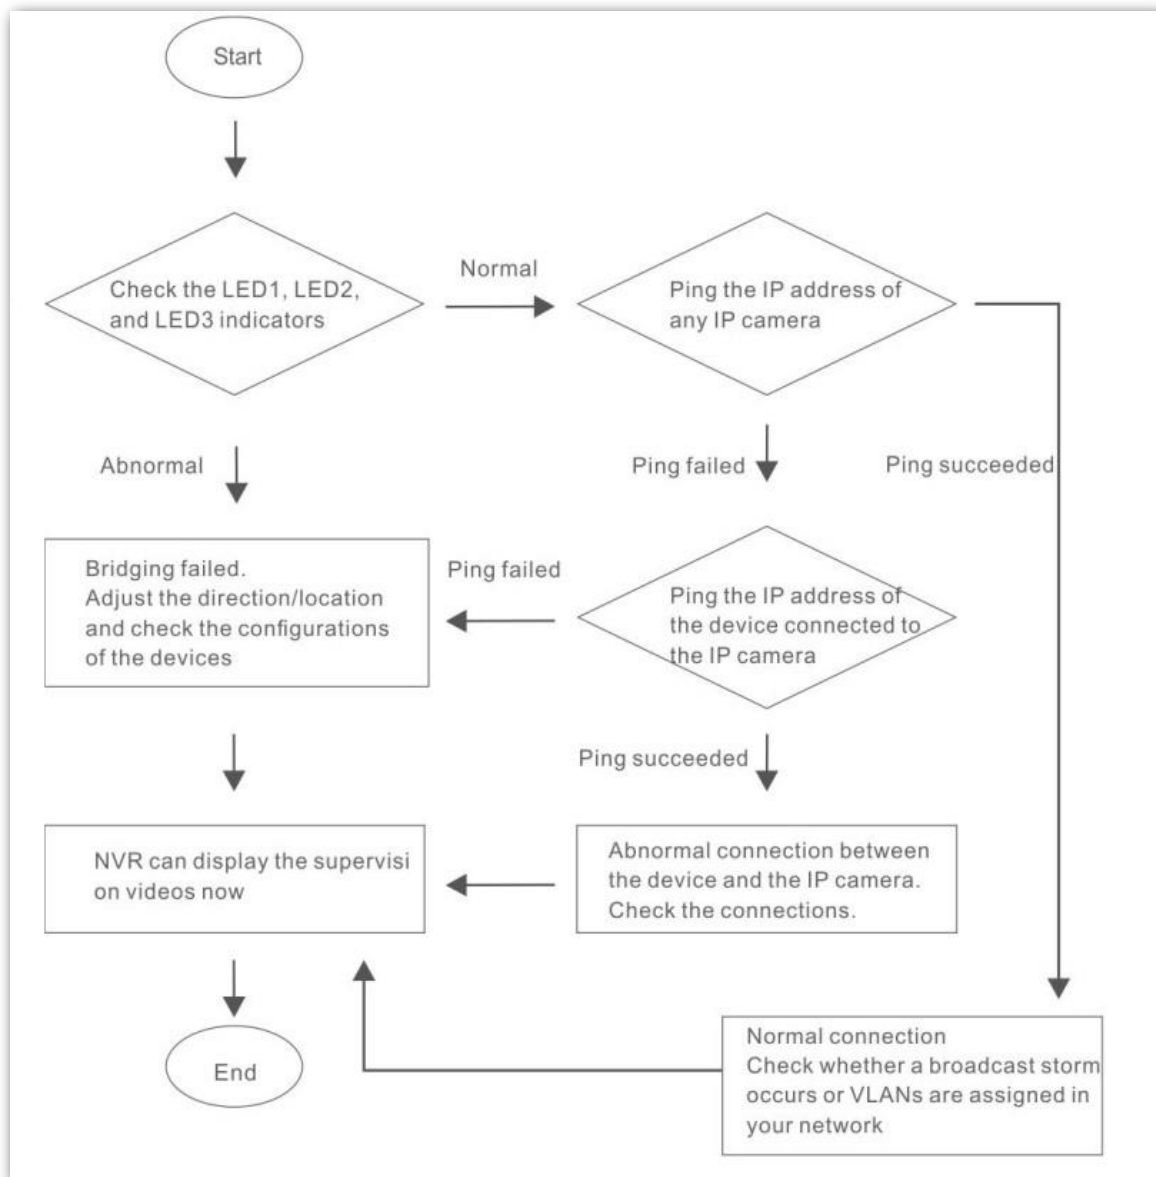 Start
Check the LED1, LED2,
and LED3 indicators
Normal
Ping the IP address of
any IP camera
Abnormal
Ping failed
Ping succeeded
Bridging failed.
Adjust the direction/location
and check the configurations
of the devices
Ping failed
Ping the IP address of
the device connected to
the IP camera
Ping succeeded
NVR can display the supervisi
on videos now
Abnormal connection between
the device and the IP camera.
Check the connections.
End
Normal connection
Check whether a broadcast storm
occurs or VLANs are assigned in
your network